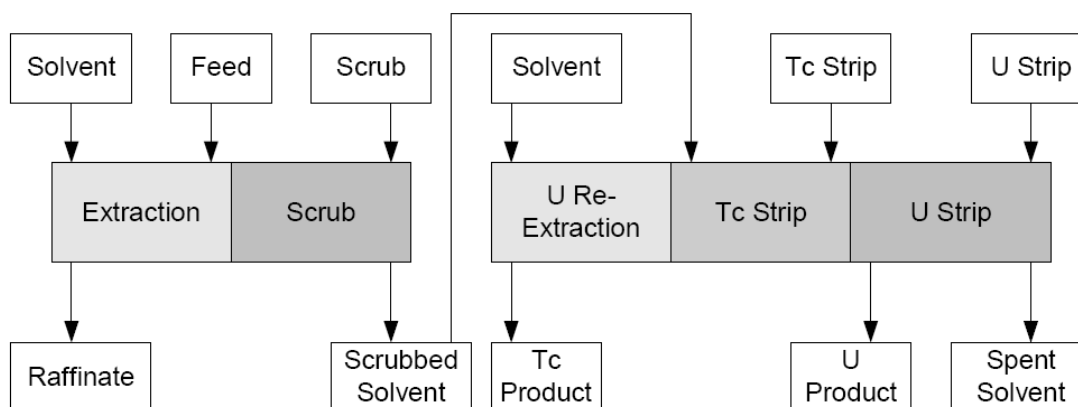 Solvent
Feed
Scrub
Solvent
Tc Strip
U Strip
Extraction
Scrub
U Re-
Extraction
Tc Strip
U Strip
Raffinate
Scrubbed
Solvent
Tc
Product
U
Product
Spent
Solvent